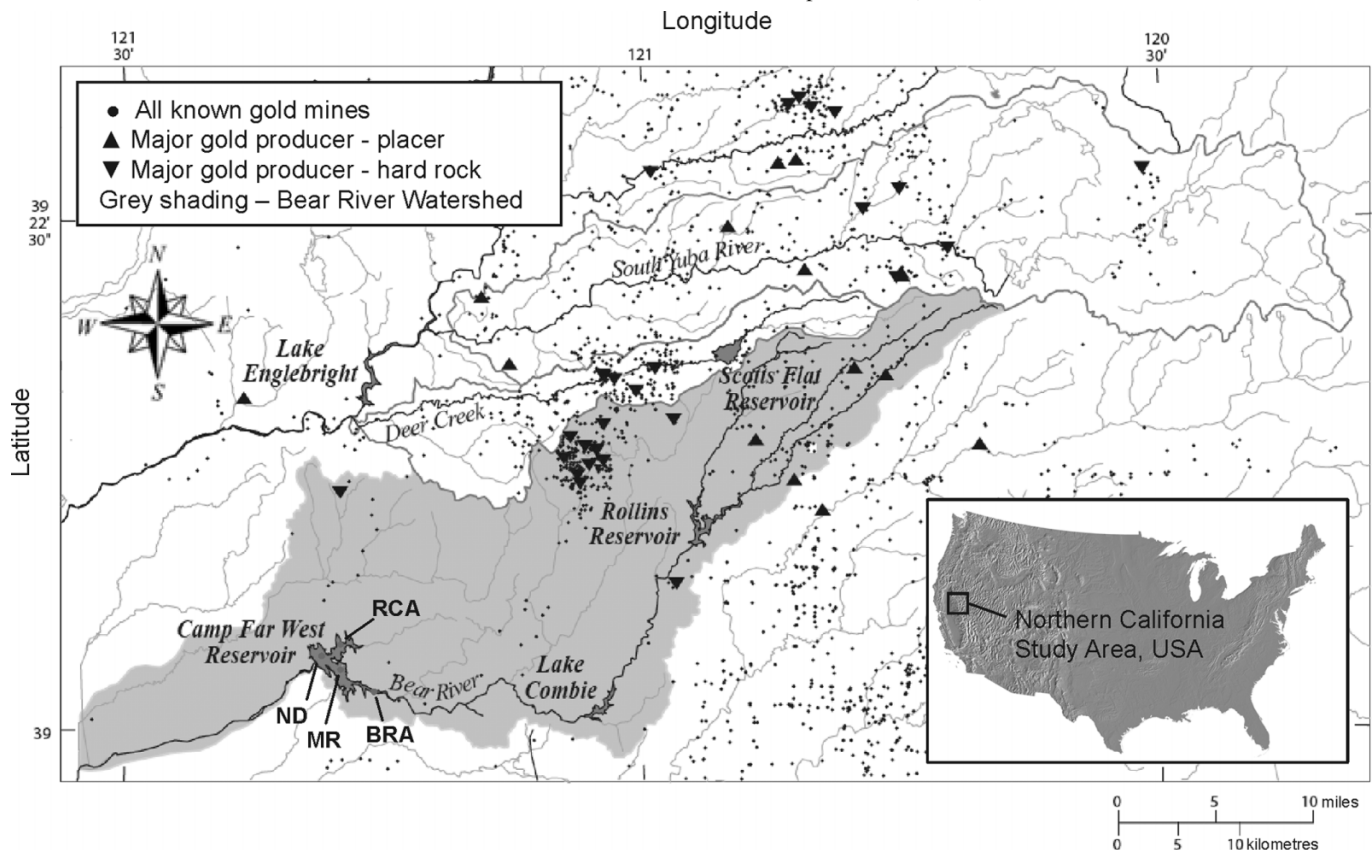 Longitude
121
30'
121
120
30'
● All known gold mines
▲ Major gold producer - placer
▼ Major gold producer - hard rock
Grey shading – Bear River Watershed
39
22'
30"
N
W
E
S
South Yuba River
Lake
Englebright
Scotts Flat
Reservoir
Deer Creek
Latitude
Rollins
Reservoir
RCA
Camp Far West
Reservoir
Lake
Combie
Bear River
ND
MR
BRA
39
Northern California
Study Area, USA
0 5 10 miles
0 5 10 kilometres